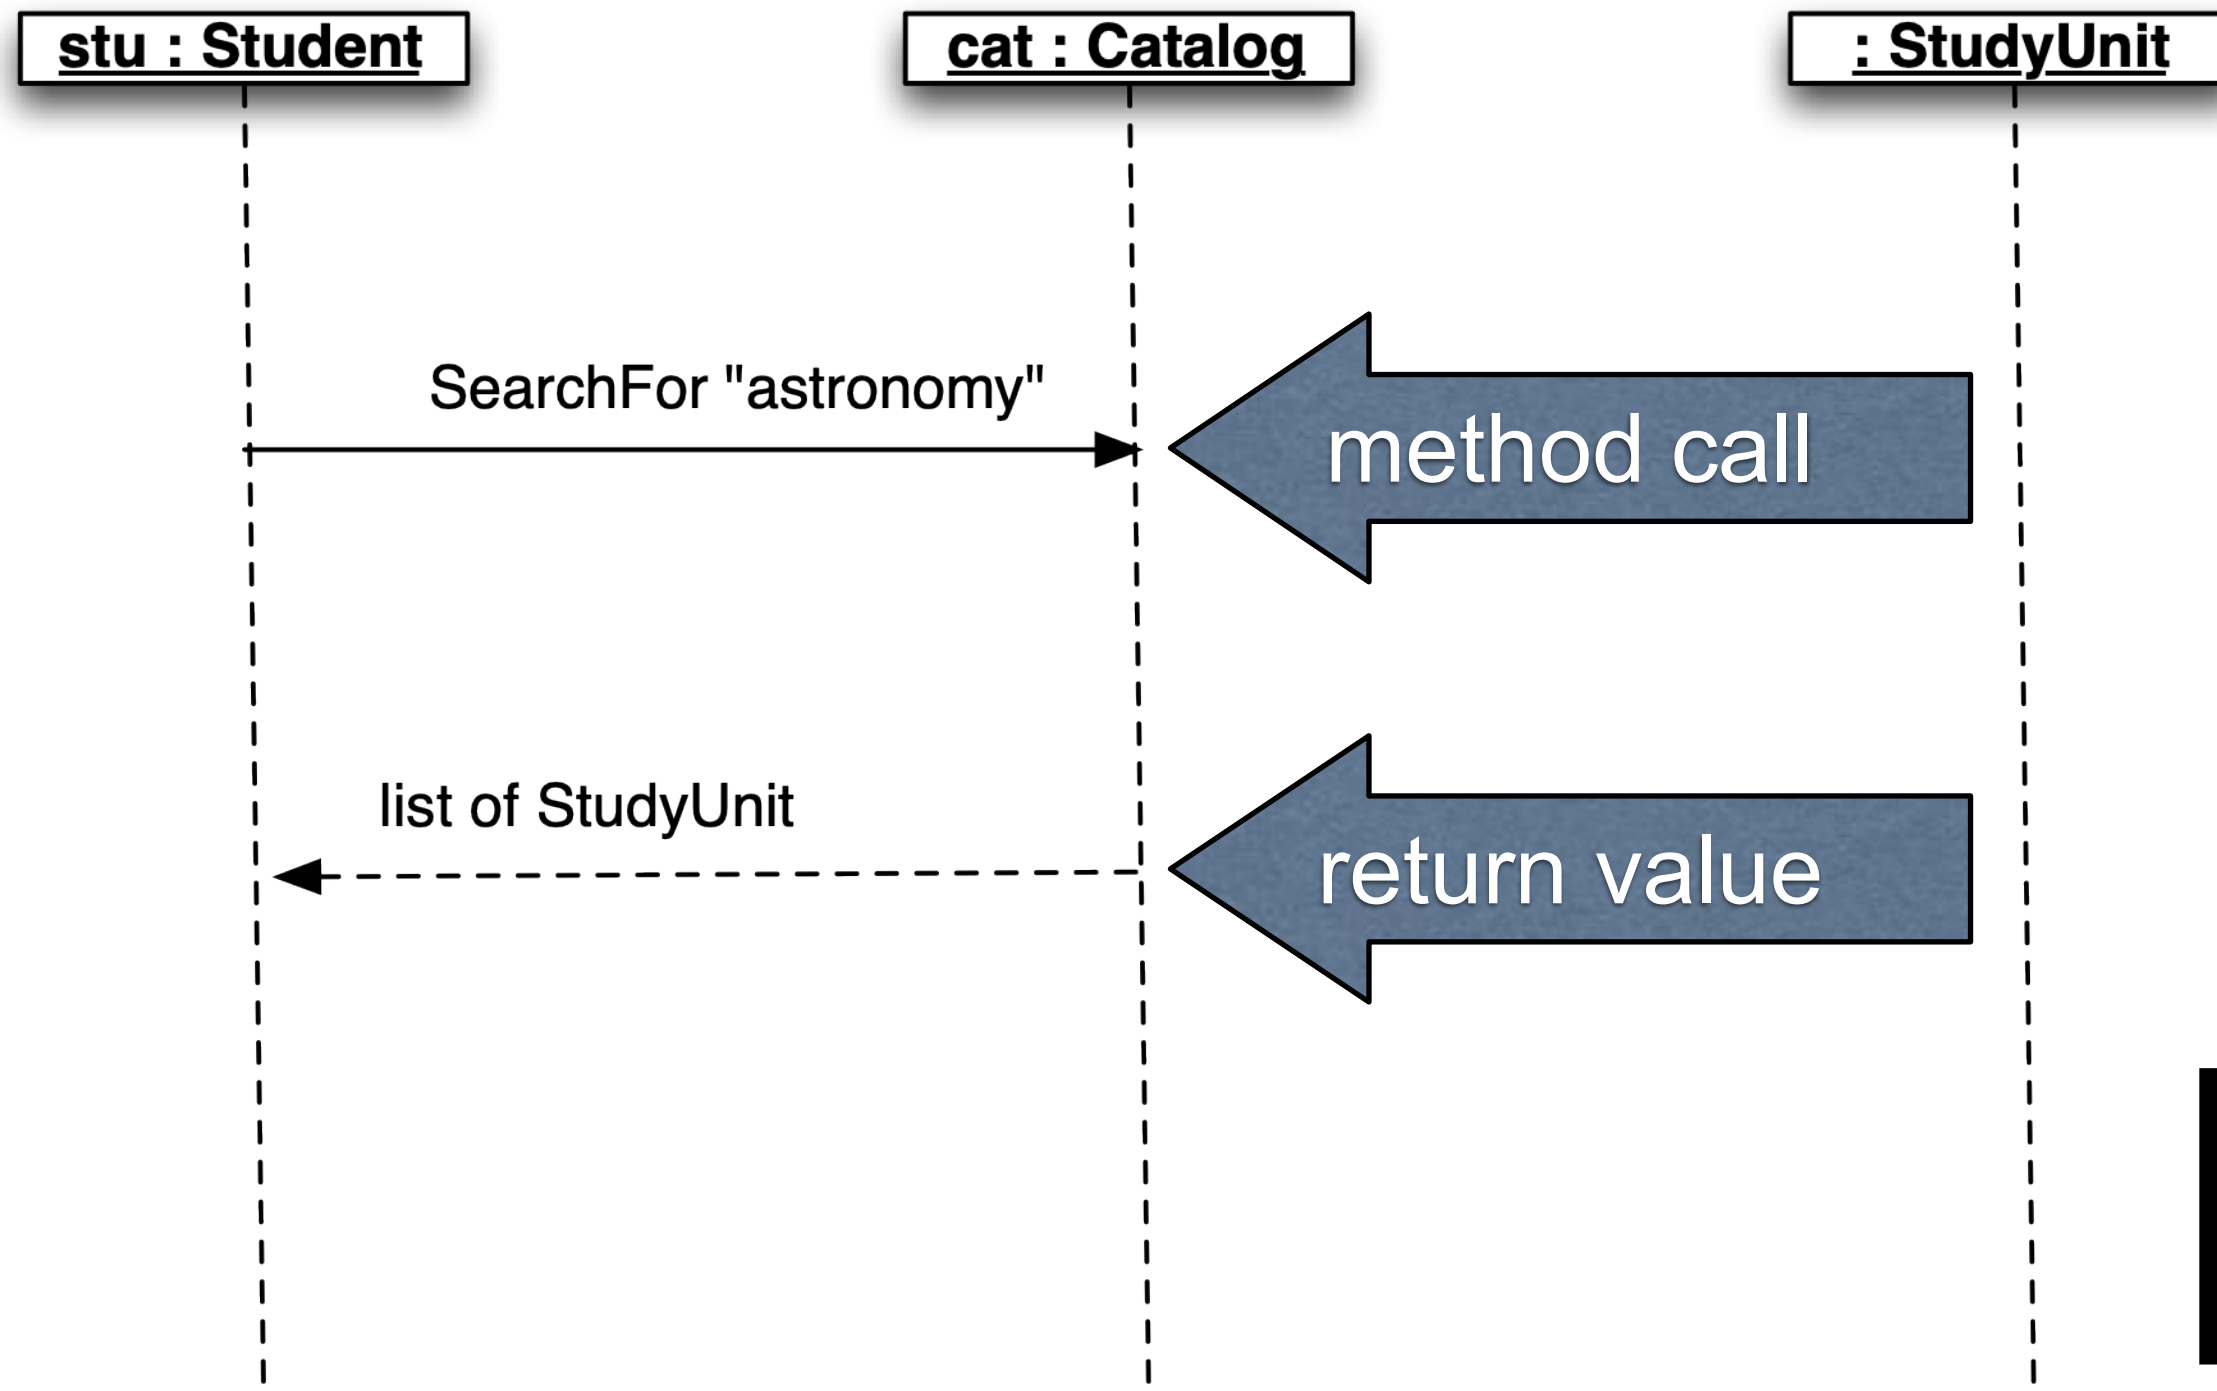 stu : Student
cat : Catalog
: StudyUnit
SearchFor "astronomy"
method call
list of StudyUnit
return value